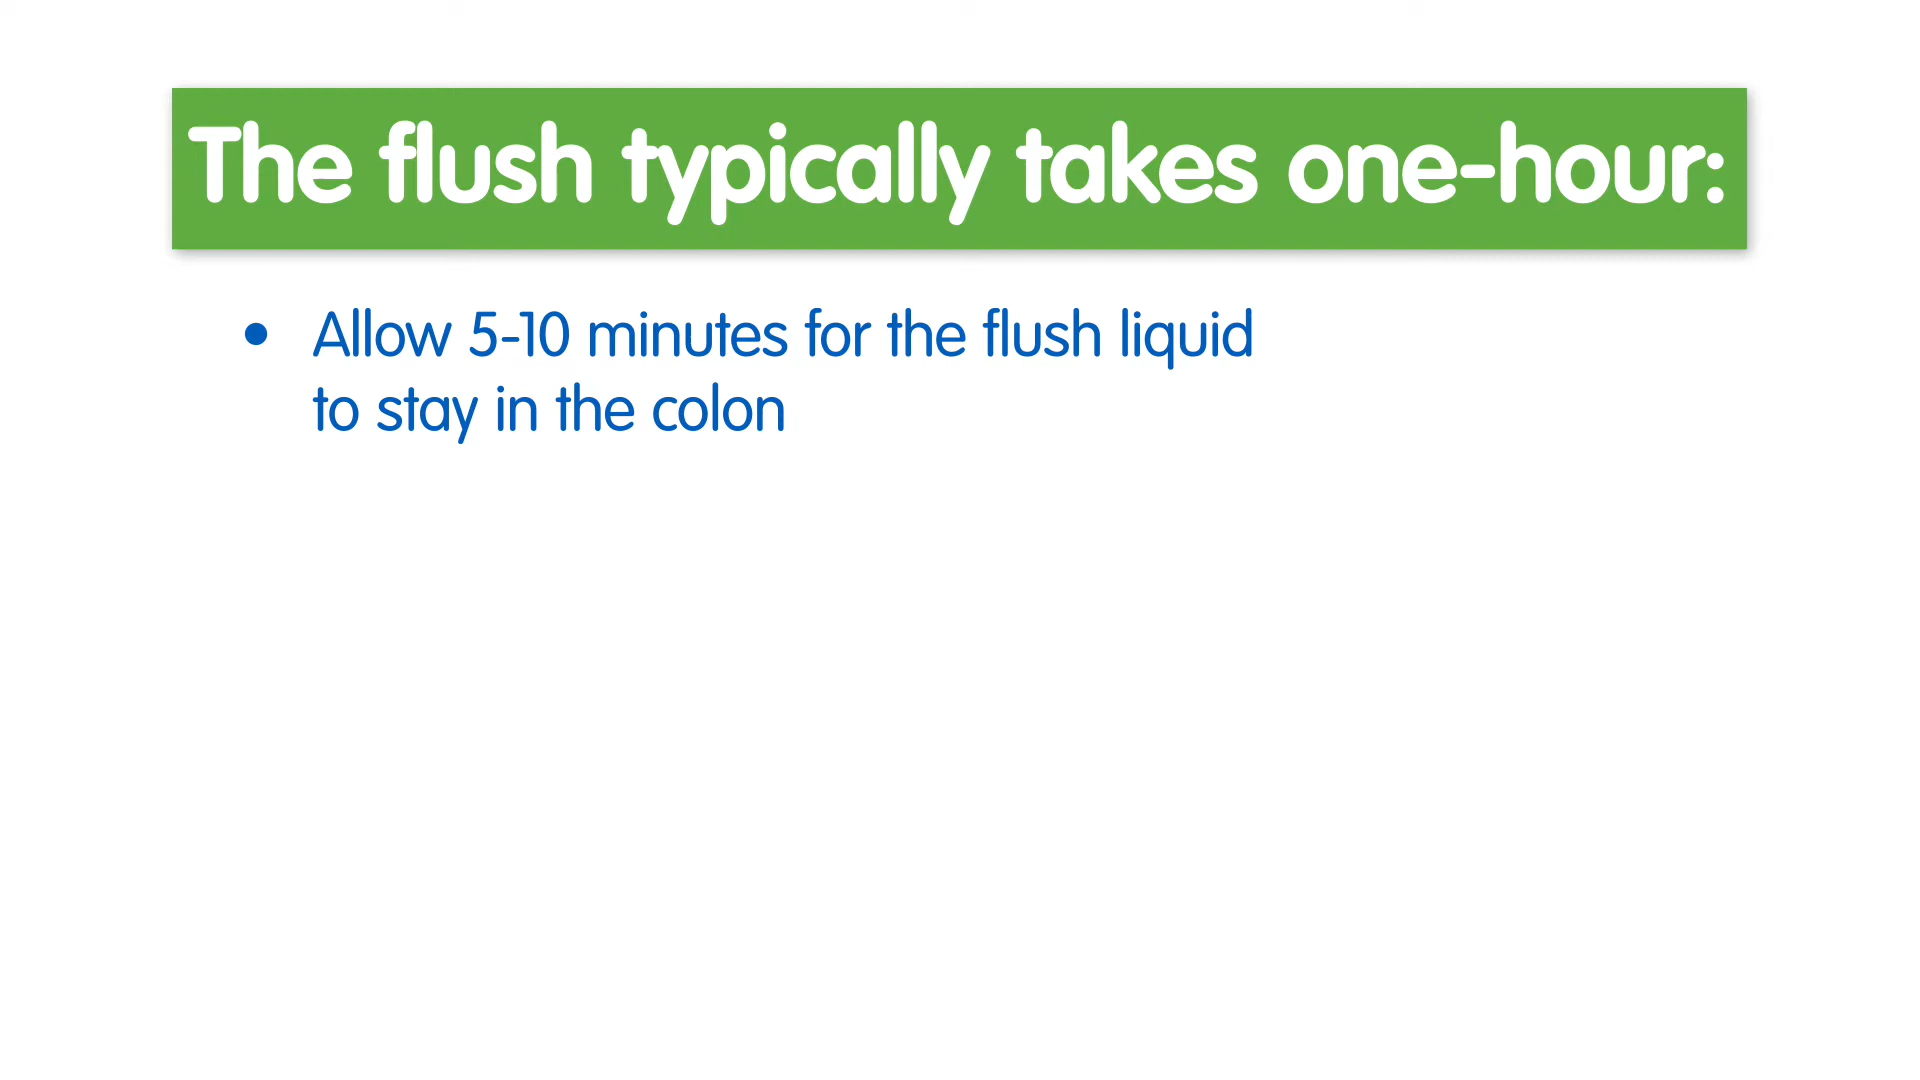 The flush typically takes one-hour:
• Allow 5-10 minutes for the flush liquid
to stay in the colon